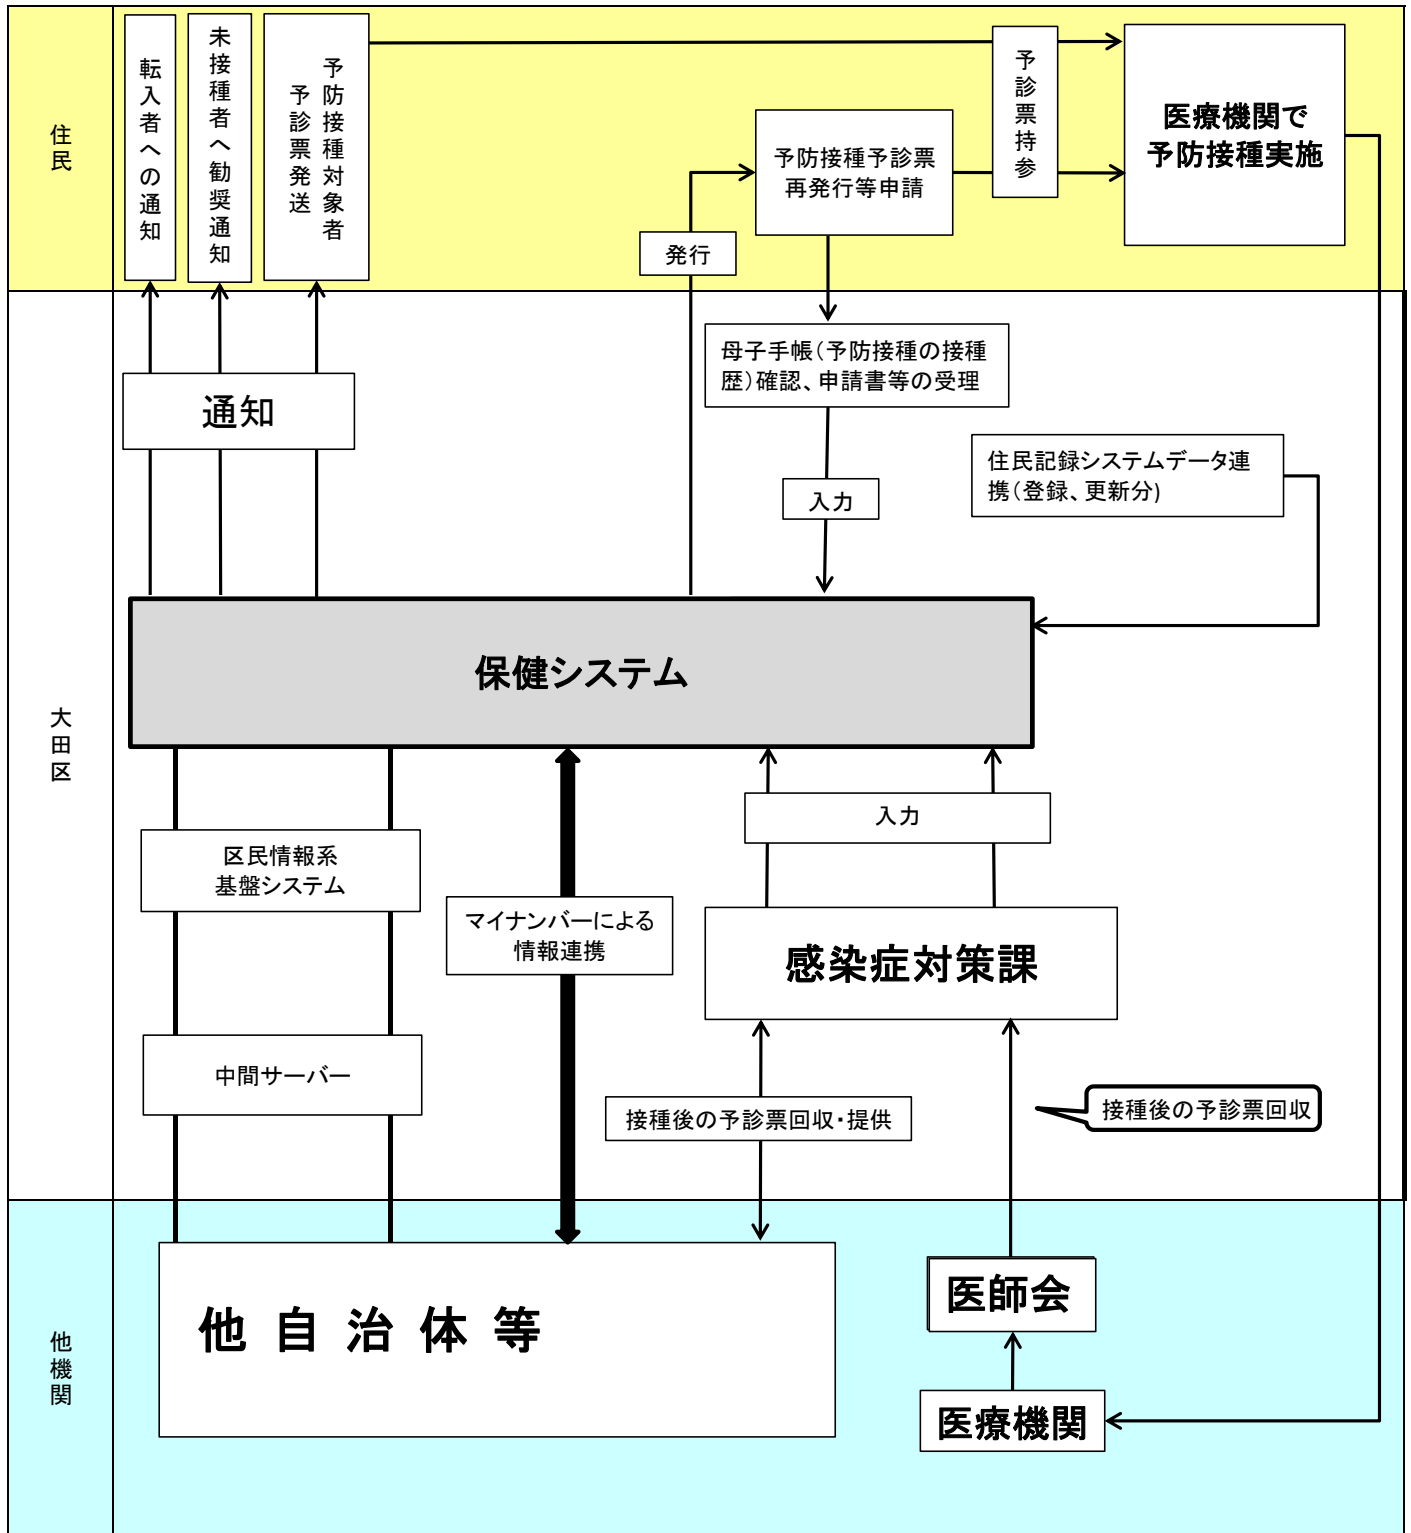 住民
転入者への通知
未接種者へ勧奨通知
予防接種対象者
予診票発送
発行
予防接種予診票
再発行等申請
予診票持参
医療機関で
予防接種実施
大田区
通知
母子手帳(予防接種の接種
歴)確認、申請書等の受理
入力
住民記録システムデータ連
携(登録、更新分)
保健システム
区民情報系
基盤システム
マイナンバーによる
情報連携
入力
感染症対策課
中間サーバー
接種後の予診票回収・提供
接種後の予診票回収
他機関
他自治体等
医師会
医療機関